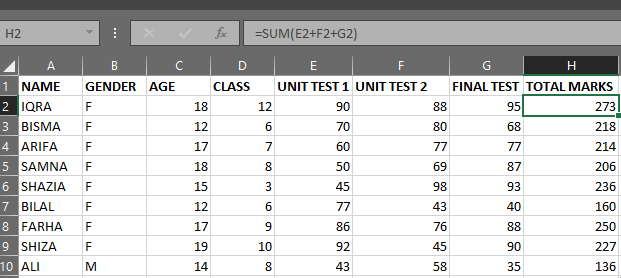 H2 fx =SUM(E2+F2+G2)
A B C D E F G H
1 NAME GENDER AGE CLASS UNIT TEST 1 UNIT TEST 2 FINAL TEST TOTAL MARKS
2 IQRA F 18 12 90 88 95 273
3 BISMA F 12 6 70 80 68 218
4 ARIFA F 17 7 60 77 77 214
5 SAMNA F 18 8 50 69 87 206
6 SHAZIA F 15 3 45 98 93 236
7 BILAL F 12 6 77 43 40 160
8 FARHA F 17 9 86 76 88 250
9 SHIZA F 19 10 92 45 90 227
10 ALI M 14 8 43 58 35 136